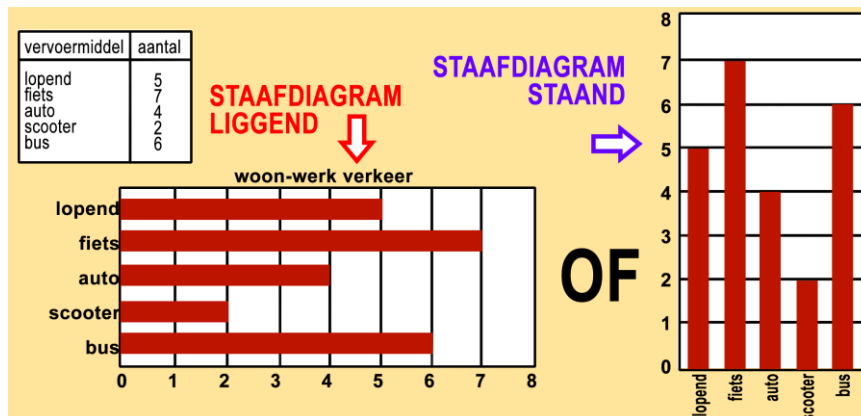 vervoermiddel aantal
lopend 5
fiets 7
auto 4
scooter 2
bus 6
STAAFDIAGRAM
LIGGEND
woon-werk verkeer
lopend
fiets
auto
scooter
bus
0 1 2 3 4 5 6 7 8
OF
STAAFDIAGRAM
STAAND
8
7
6
5
4
3
2
1
0
lopend
fiets
auto
scooter
bus